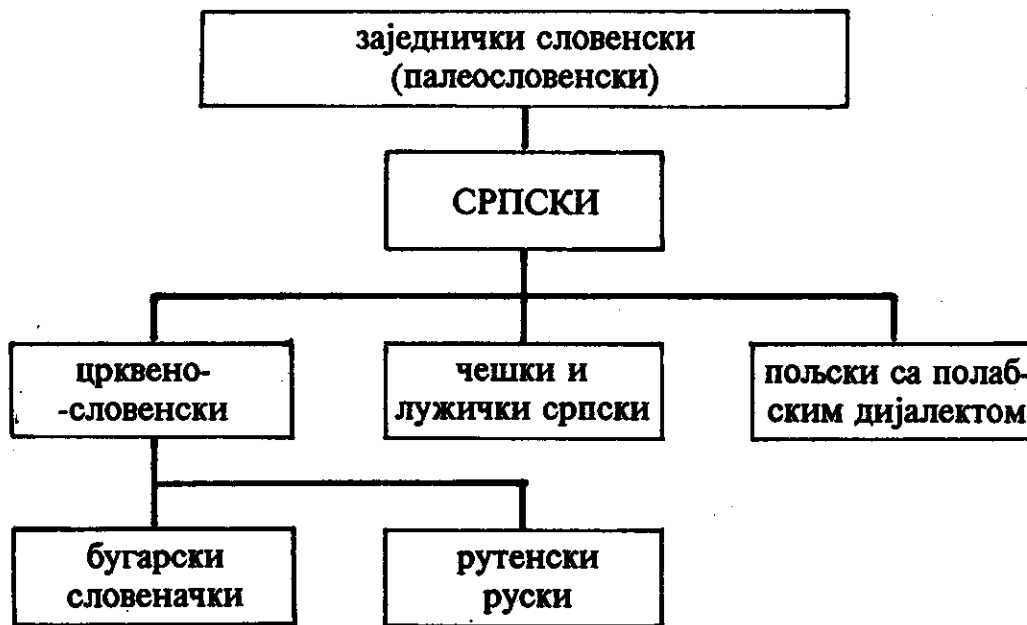 заједнички словенски
(палеословенски)
СРПСКИ
црквено-
-словенски
чешки и
лужички српски
пољски са полаб-
ским дијалектом
бугарски
словеначки
рутенски
руски